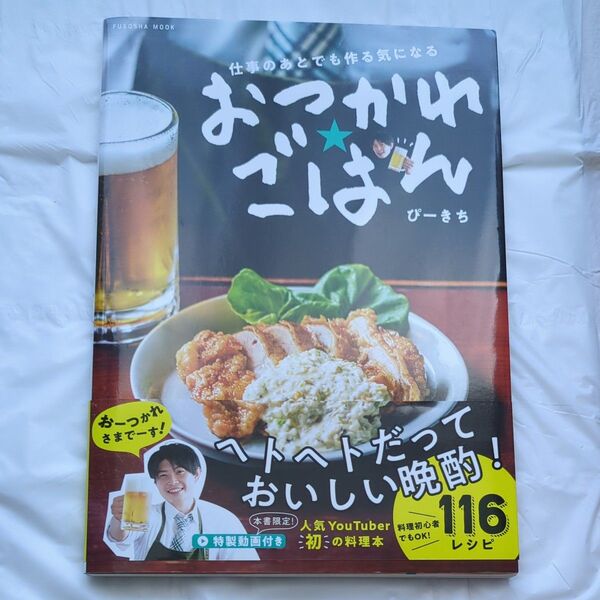 FUSOSHA MOOK
仕事のあとでも作る気になる
おつかれ
★
ごはん
ぴーきち
おーつかれ
さまでーす!
ヘトヘトだって
おいしい晩酌!
本書限定!
特製動画付き
人気YouTuber
初の料理本
料理初心者
でもOK!
116
レシピ